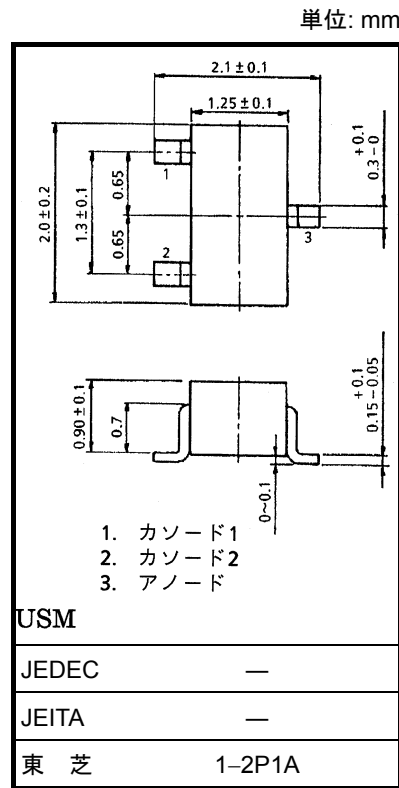 単位: mm
2.1±0.1
1.25±0.1
+0.1
0.3-0
2.0±0.2
1.3±0.1
0.65
0.65
1
2
3
0.90±0.1
0.7
+0.1
0.15-0.05
0~0.1
1. カソード1
2. カソード2
3. アノード
USM
JEDEC —
JEITA —
東 芝 1-2P1A